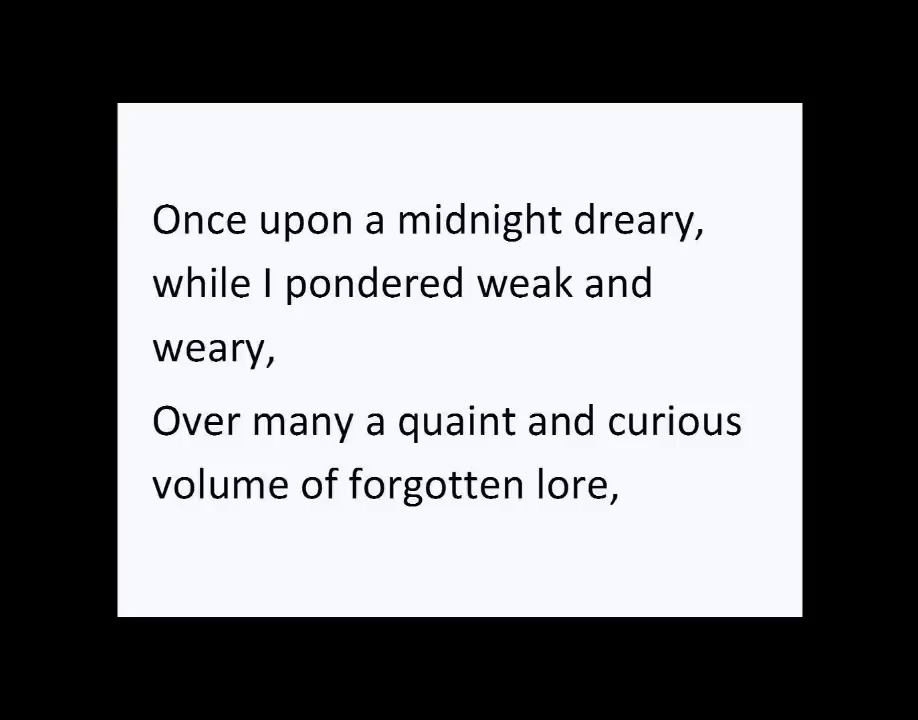 Once upon a midnight dreary,
while I pondered weak and
weary,
Over many a quaint and curious
volume of forgotten lore,